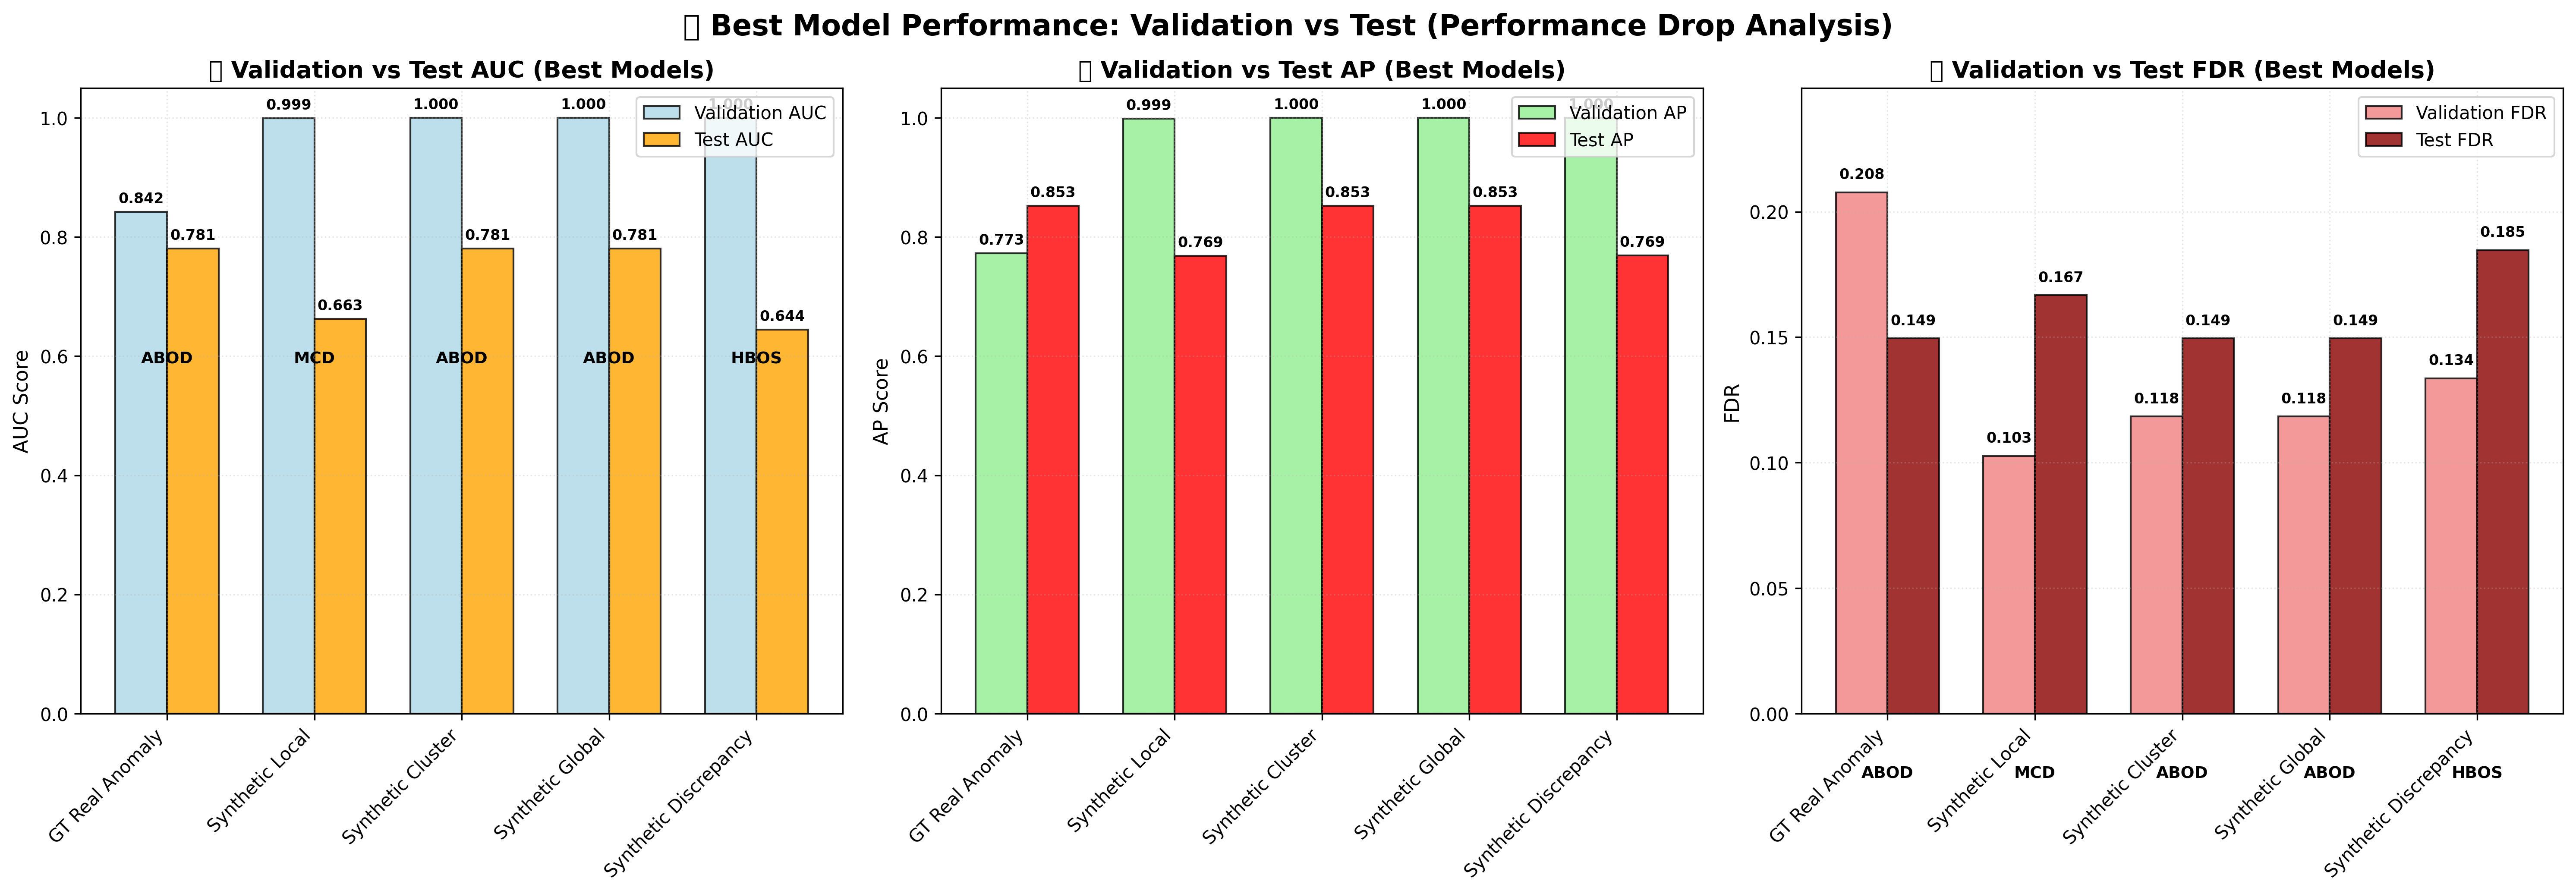 ▯ Best Model Performance: Validation vs Test (Performance Drop Analysis)
▯ Validation vs Test AUC (Best Models)
AUC Score
1.0
0.8
0.6
0.4
0.2
0.0
Validation AUC
Test AUC
0.842
0.781
0.999
0.663
1.000
0.781
1.000
0.781
1.000
0.644
ABOD
MCD
ABOD
ABOD
HBOS
GT Real Anomaly
Synthetic Local
Synthetic Cluster
Synthetic Global
Synthetic Discrepancy
▯ Validation vs Test AP (Best Models)
AP Score
1.0
0.8
0.6
0.4
0.2
0.0
Validation AP
Test AP
0.773
0.853
0.999
0.769
1.000
0.853
1.000
0.853
1.000
0.769
GT Real Anomaly
Synthetic Local
Synthetic Cluster
Synthetic Global
Synthetic Discrepancy
▯ Validation vs Test FDR (Best Models)
FDR
0.20
0.15
0.10
0.05
0.00
Validation FDR
Test FDR
0.208
0.149
0.103
0.167
0.118
0.149
0.118
0.149
0.134
0.185
GT Real Anomaly
Synthetic Local
Synthetic Cluster
Synthetic Global
Synthetic Discrepancy
ABOD
MCD
ABOD
ABOD
HBOS